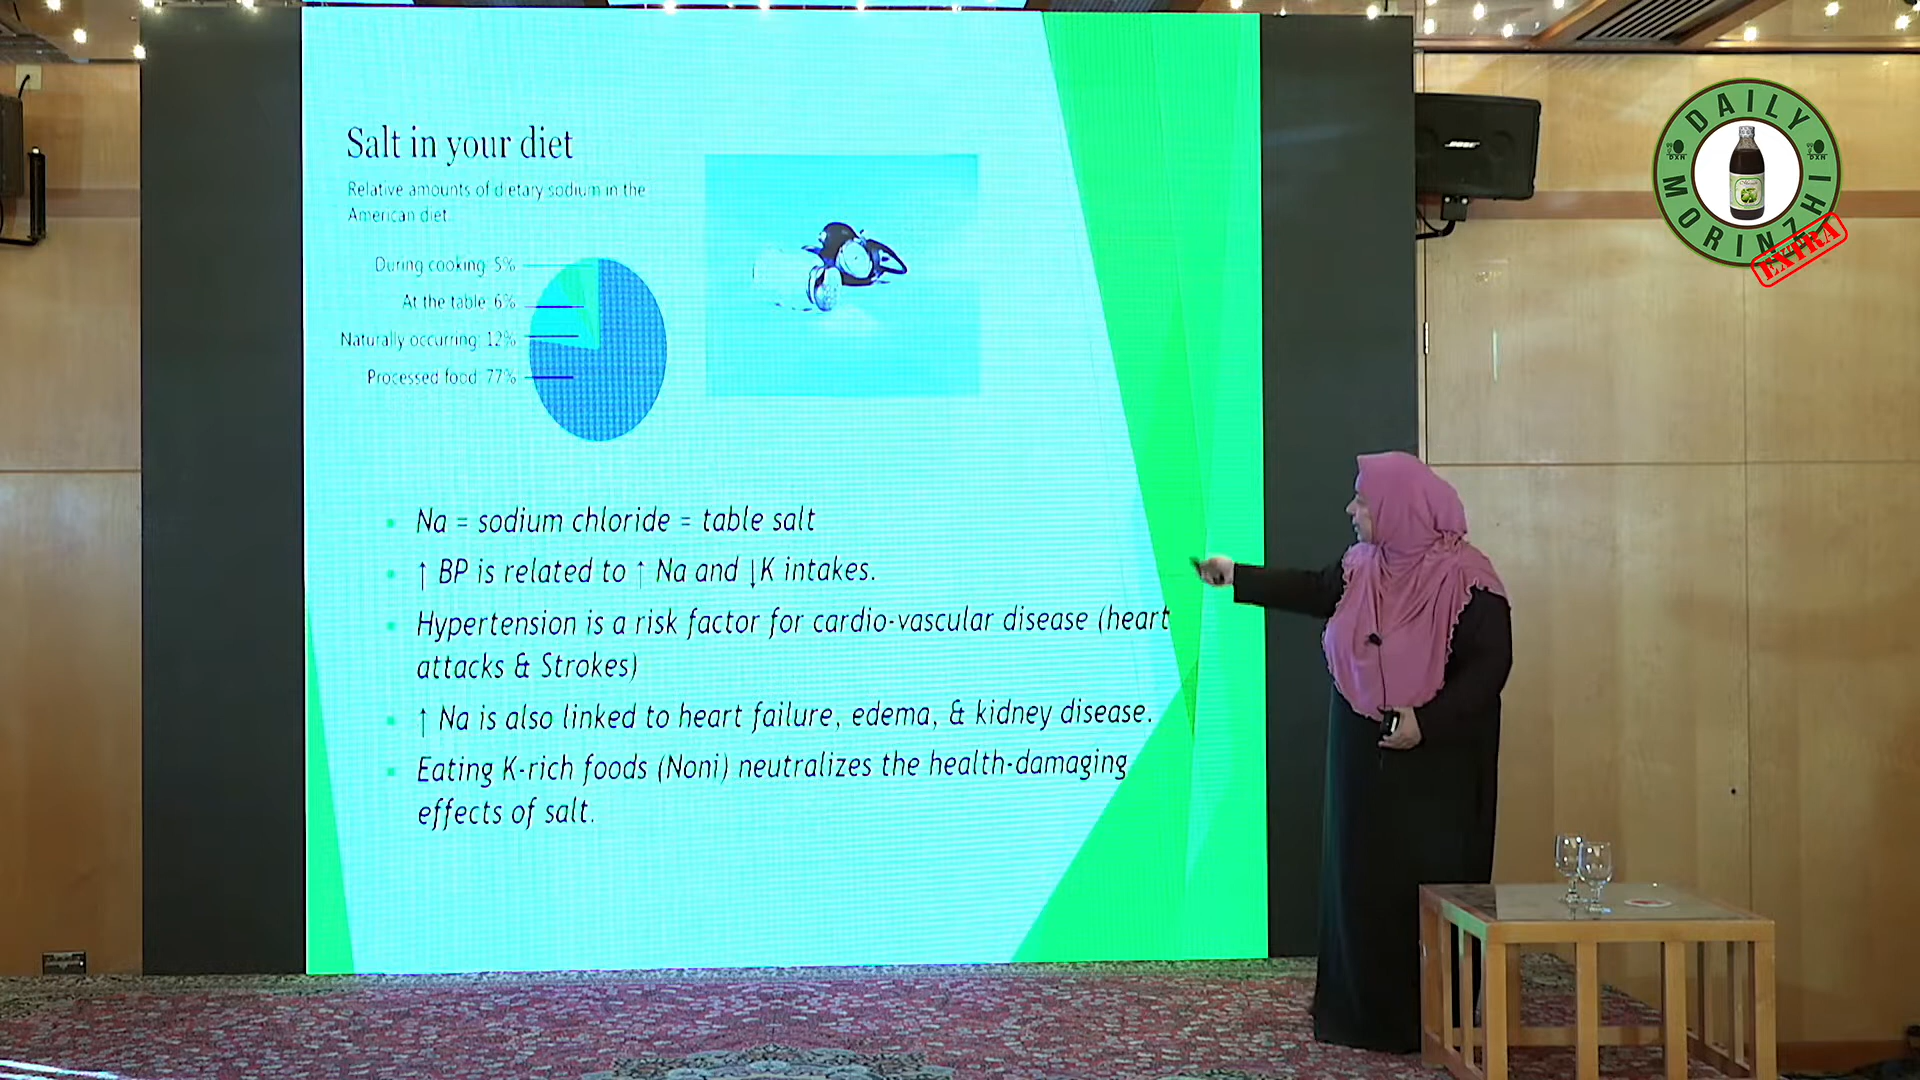 Salt in your diet
Relative amounts of dietary sodium in the
American diet
During cooking: 5%
At the table: 6%
Naturally occurring: 12%
Processed food: 77%
Na = sodium chloride = table salt
↑ BP is related to ↑ Na and ↓K intakes.
Hypertension is a risk factor for cardio-vascular disease (heart
attacks & Strokes)
↑ Na is also linked to heart failure, edema, & kidney disease.
Eating K-rich foods (Noni) neutralizes the health-damaging
effects of salt.
BOSE
DAILY
DXN
DXN
MORINZHI
EXTRA